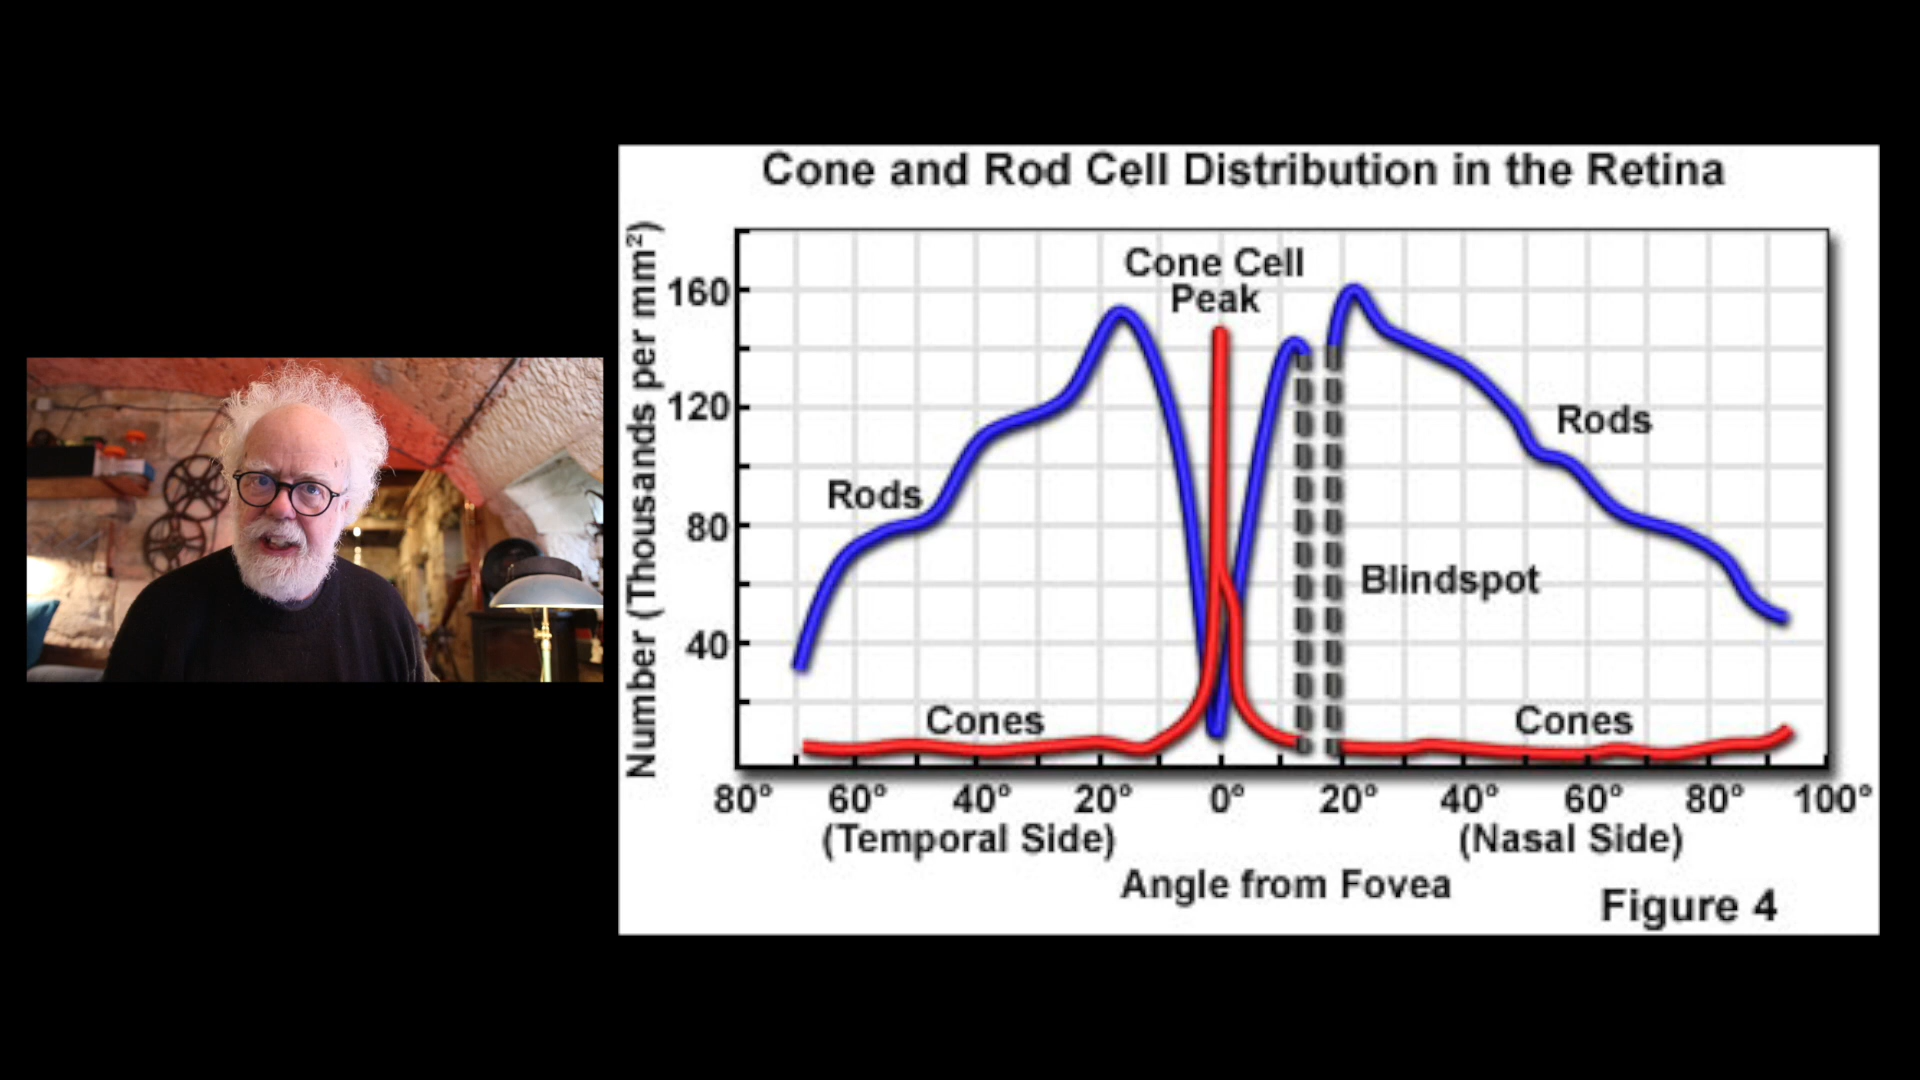 Cone and Rod Cell Distribution in the Retina
Number (Thousands per mm²)
160
120
80
40
Cone Cell
Peak
Rods
Rods
Blindspot
Cones
Cones
80° 60° 40° 20° 0° 20° 40° 60° 80° 100°
(Temporal Side) (Nasal Side)
Angle from Fovea
Figure 4